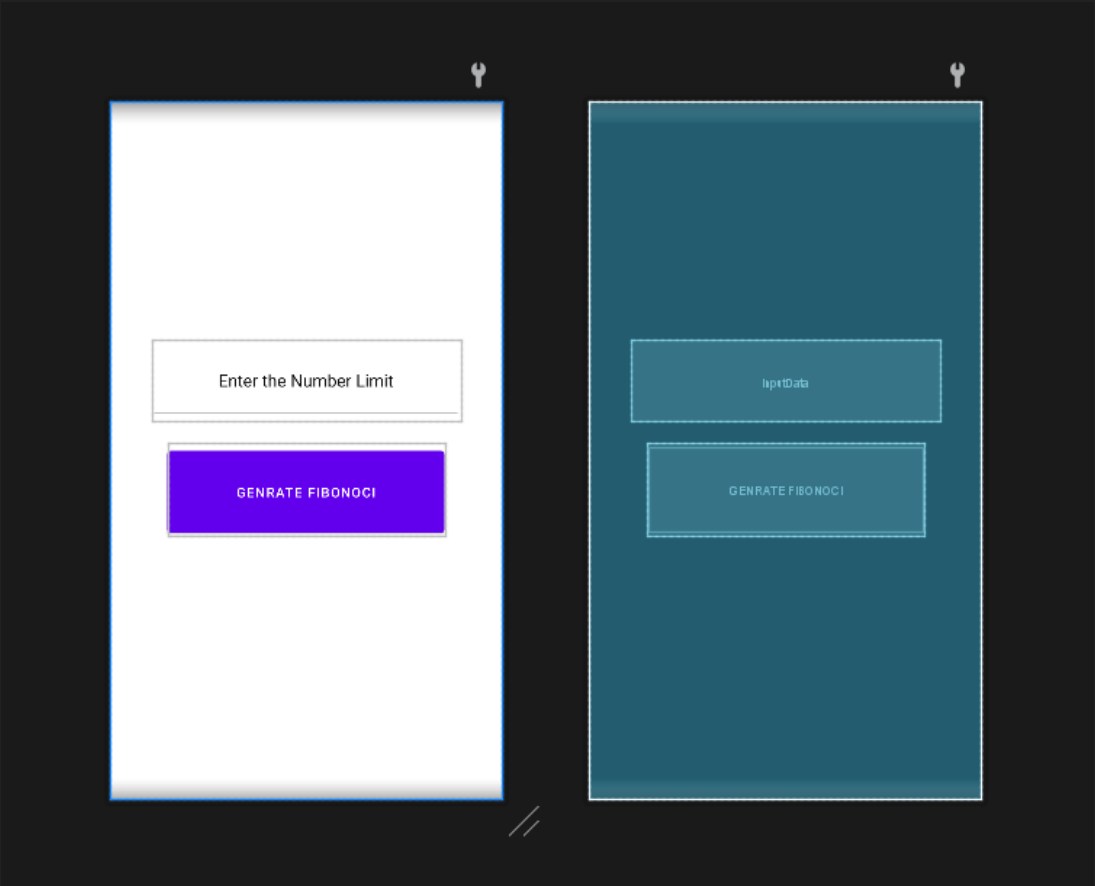 Enter the Number Limit
GENRATE FIBONOCI
InputData
GENRATE FIBONOCI